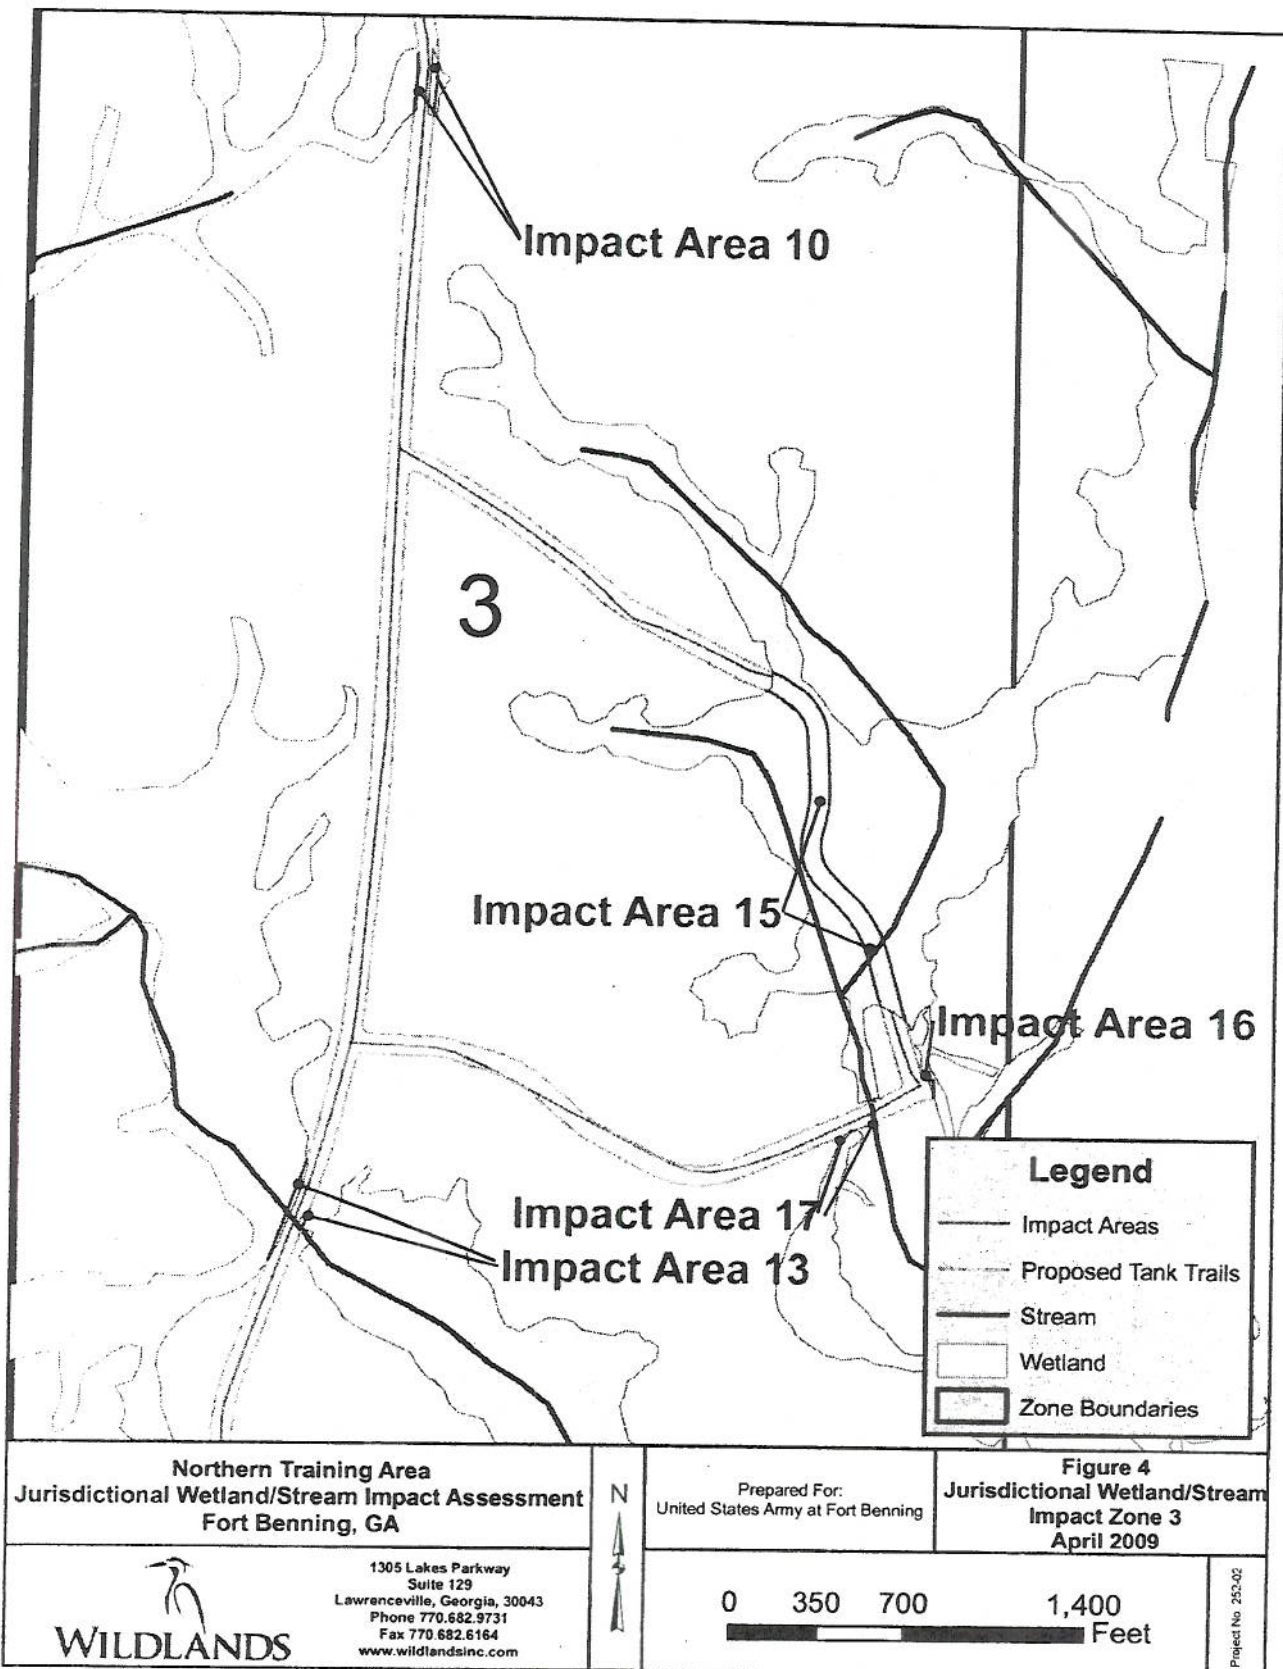 Impact Area 10
3
Impact Area 15
Impact Area 16
Impact Area 17
Impact Area 13
Legend
Impact Areas
Proposed Tank Trails
Stream
Wetland
Zone Boundaries
Northern Training Area
Jurisdictional Wetland/Stream Impact Assessment
Fort Benning, GA
N
Prepared For:
United States Army at Fort Benning
Figure 4
Jurisdictional Wetland/Stream
Impact Zone 3
April 2009
WILDLANDS
1305 Lakes Parkway
Suite 129
Lawrenceville, Georgia, 30043
Phone 770.682.9731
Fax 770.682.6164
www.wildlandsinc.com
0 350 700 1,400
Feet
Project No. 252-02